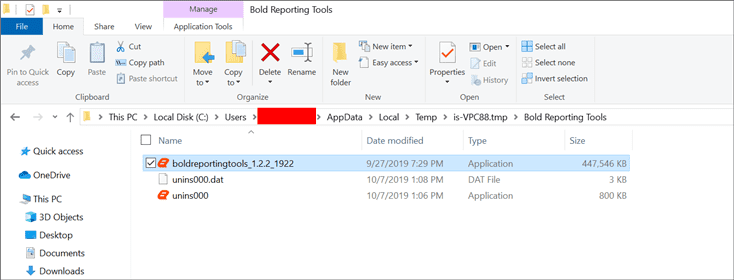 Manage
Bold Reporting Tools
File
Home
Share
View
Application Tools
Pin to Quick access
Copy
Paste
Cut
Copy path
Paste shortcut
Clipboard
Move to
Copy to
Delete
Rename
Organize
New folder
New item
Easy access
New
Properties
Open
Edit
History
Open
Select all
Select none
Invert selection
Select
This PC > Local Disk (C:) > Users > > AppData > Local > Temp > is-VPC88.tmp > Bold Reporting Tools
Name Date modified Type Size
Quick access
OneDrive
This PC
3D Objects
Desktop
Documents
Downloads
boldreportingtools_1.2.2_1922 9/27/2019 7:29 PM Application 447,546 KB
unins000.dat 10/7/2019 1:08 PM DAT File 3 KB
unins000 10/7/2019 1:06 PM Application 800 KB